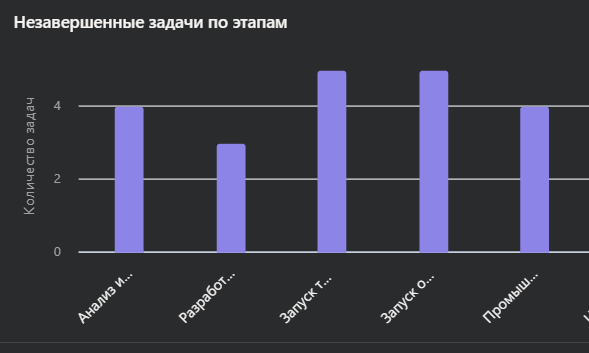 Незавершенные задачи по этапам
Количество задач
4
2
0
Анализ и...
Разработ...
Запуск т...
Запуск о...
Промыш...